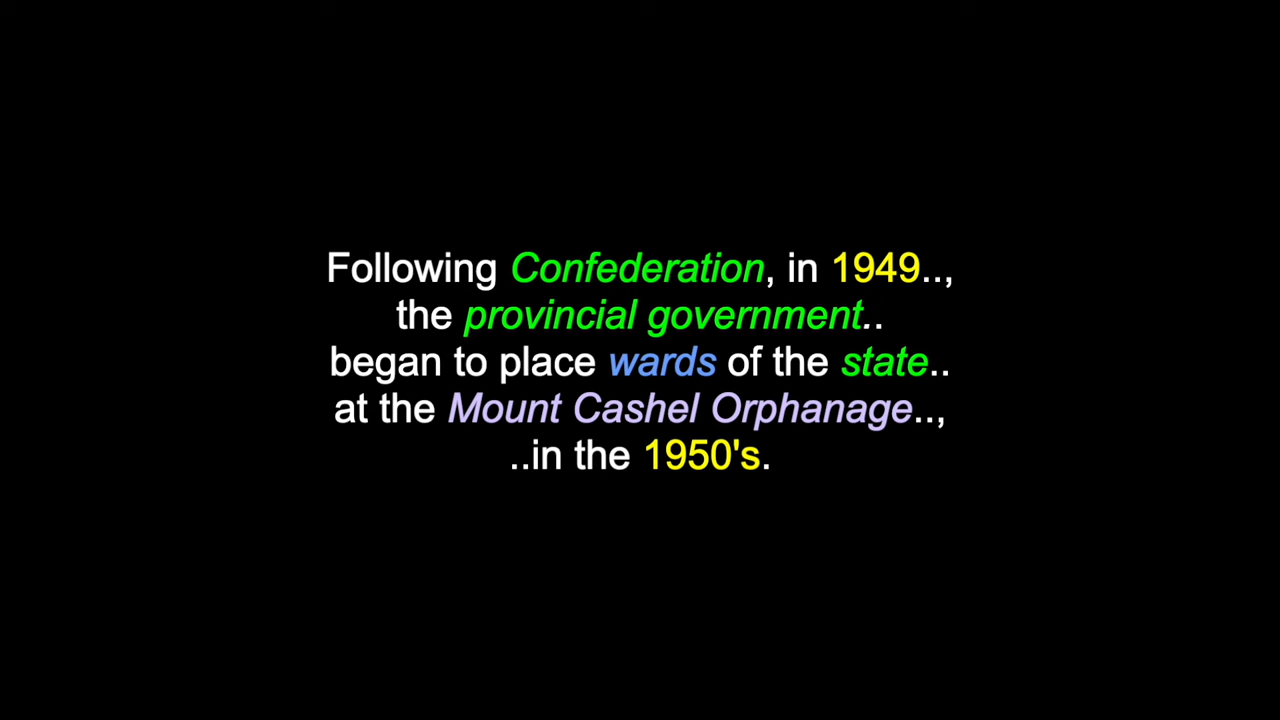 Following Confederation, in 1949..,
the provincial government..
began to place wards of the state..
at the Mount Cashel Orphanage..,
..in the 1950's.